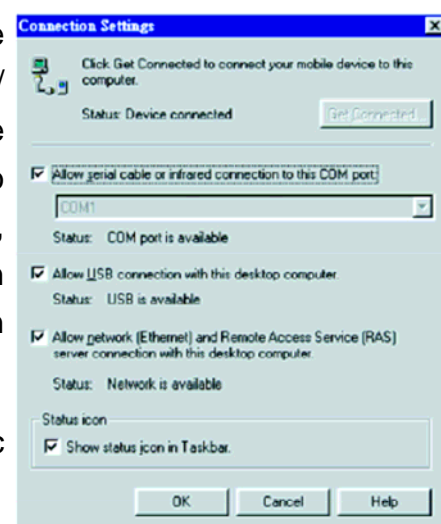 Connection Settings
Click Get Connected to connect your mobile device to this
computer.
Status: Device connected
Get Connected...
Allow serial cable or infrared connection to this COM port:
COM1
Status: COM port is available
Allow USB connection with this desktop computer.
Status: USB is available
Allow network (Ethernet) and Remote Access Service (RAS)
server connection with this desktop computer.
Status: Network is available
Status icon
Show status icon in Taskbar.
OK Cancel Help